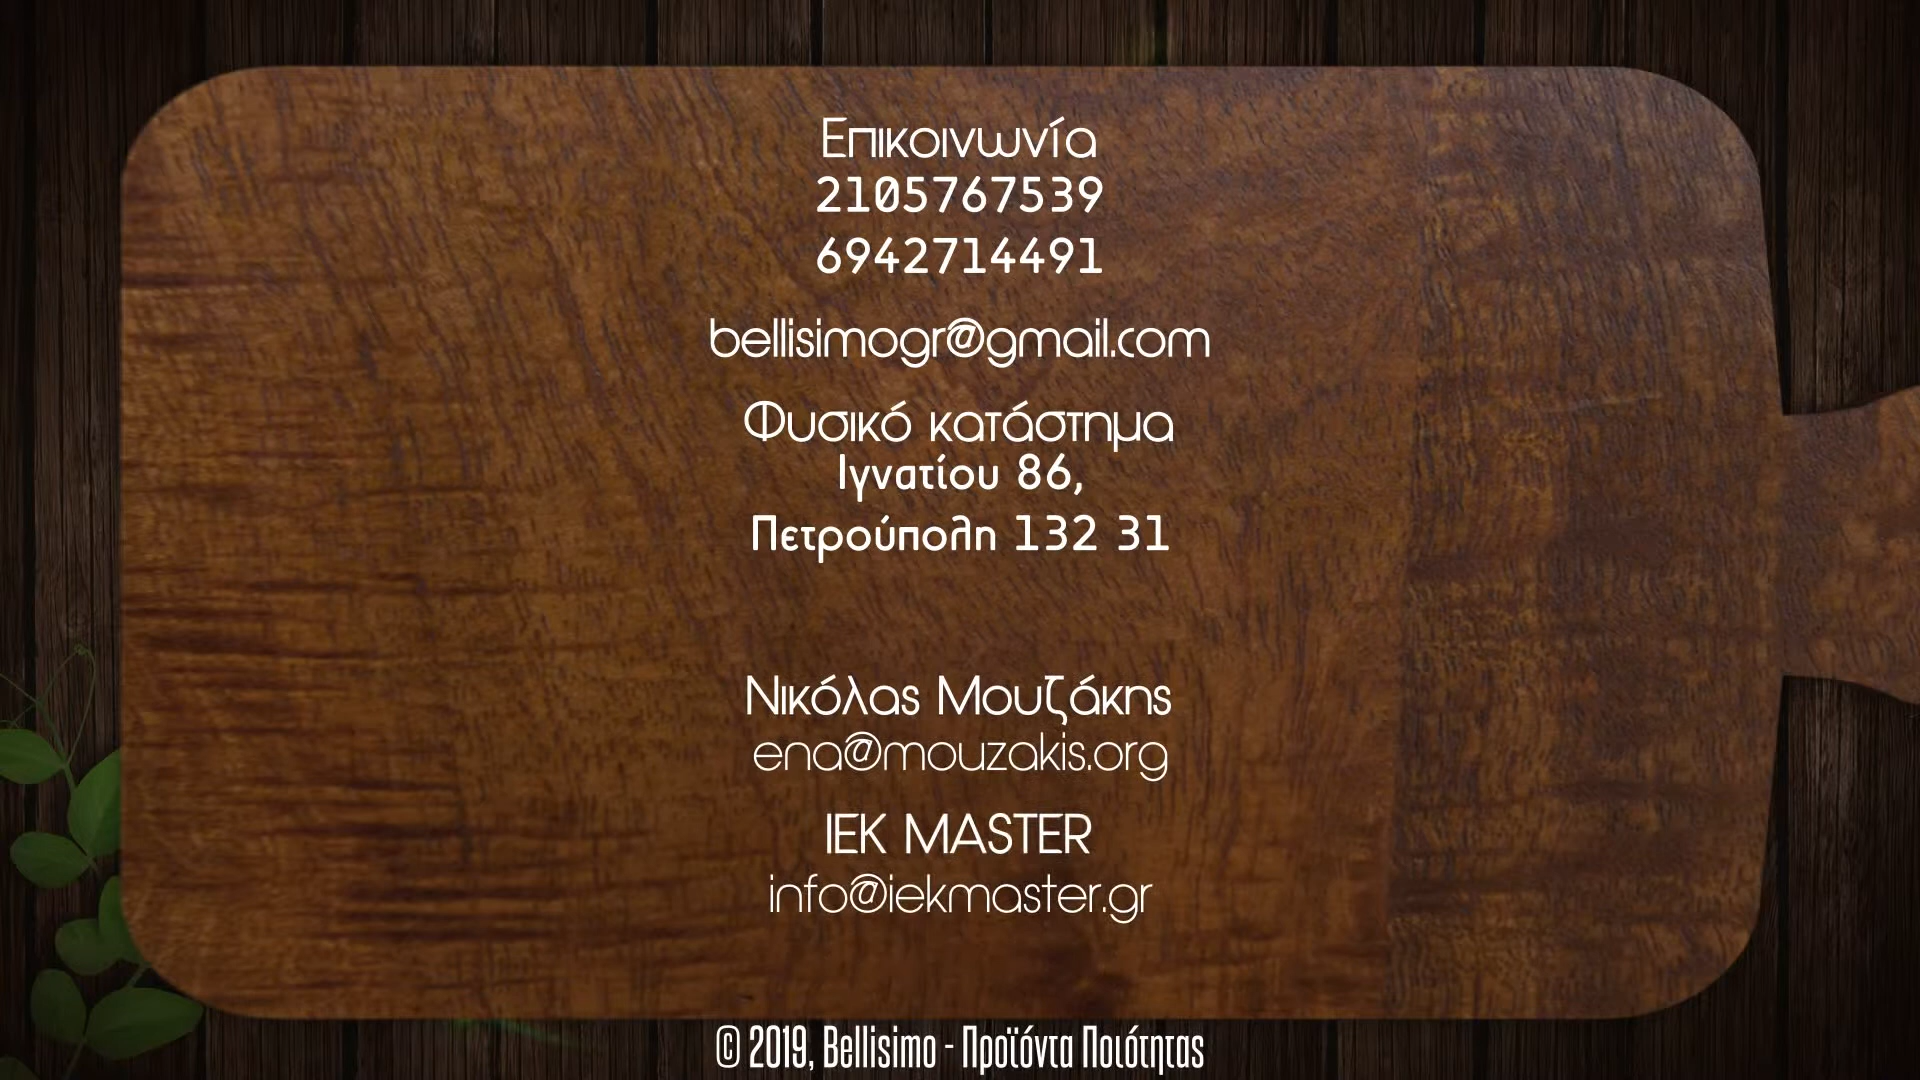 Επικοινωνία
2105767539
6942714491
bellisimogr@gmail.com
Φυσικό κατάστημα
Ιγνατίου 86,
Πετρούπολη 132 31
Νικόλας Μουζάκης
ena@mouzakis.org
IEK MASTER
info@iekmaster.gr
© 2019, Bellisimo - Προϊόντα Ποιότητας